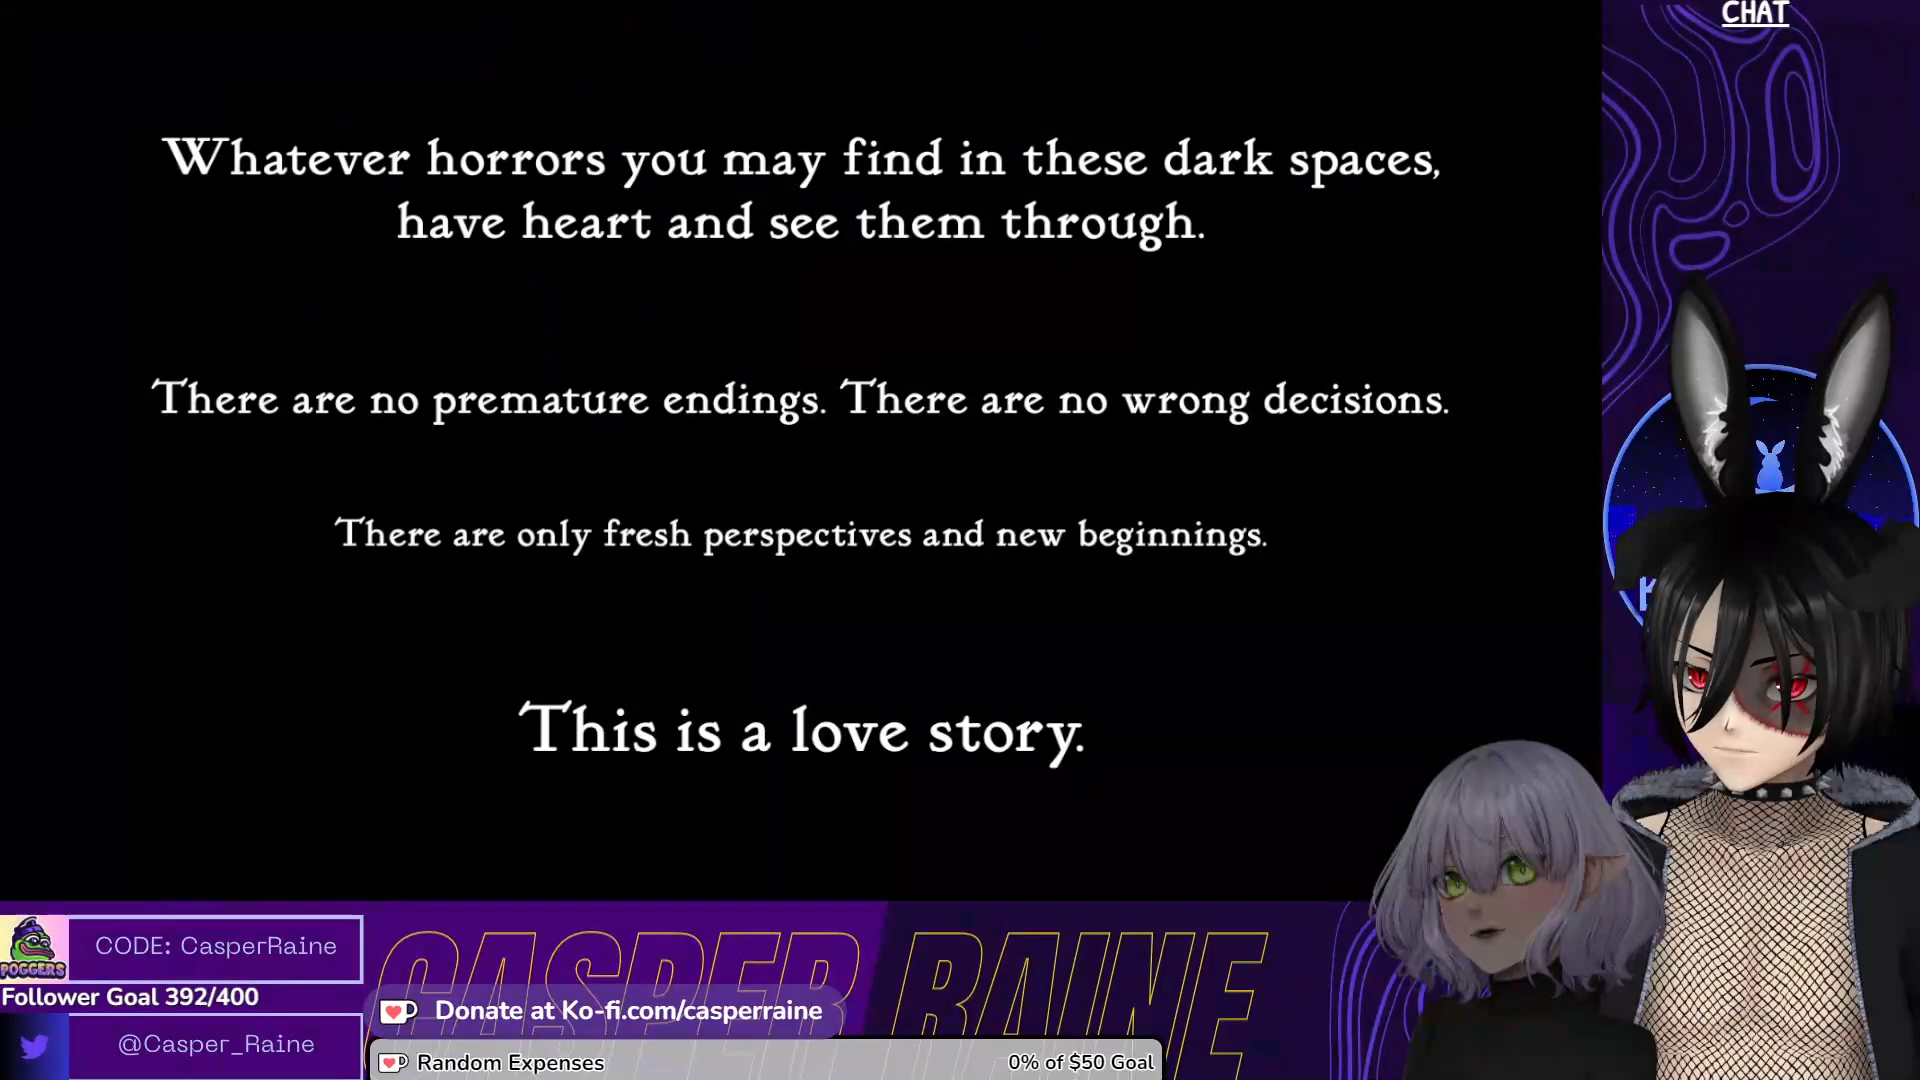 CHAT
Whatever horrors you may find in these dark spaces,
have heart and see them through.
There are no premature endings. There are no wrong decisions.
There are only fresh perspectives and new beginnings.
This is a love story.
POGGERS
CODE: CasperRaine
Follower Goal 392/400
@Casper_Raine
CASPER RAINE
Donate at Ko-fi.com/casperraine
Random Expenses 0% of $50 Goal